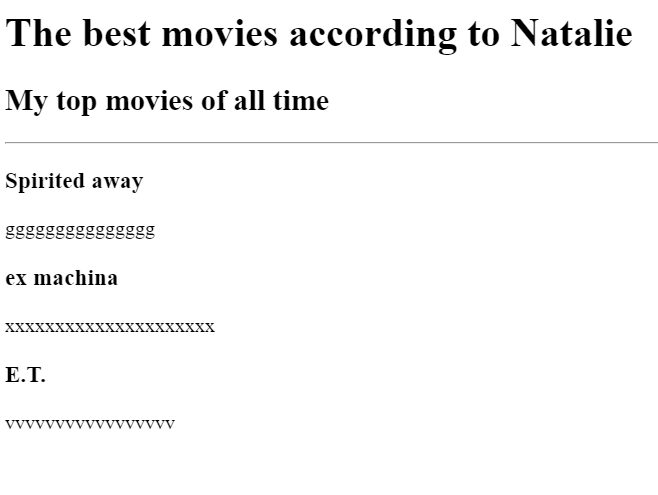 The best movies according to Natalie
My top movies of all time
Spirited away
ggggggggggggggg
ex machina
xxxxxxxxxxxxxxxxxxxxx
E.T.
vvvvvvvvvvvvvvvvv